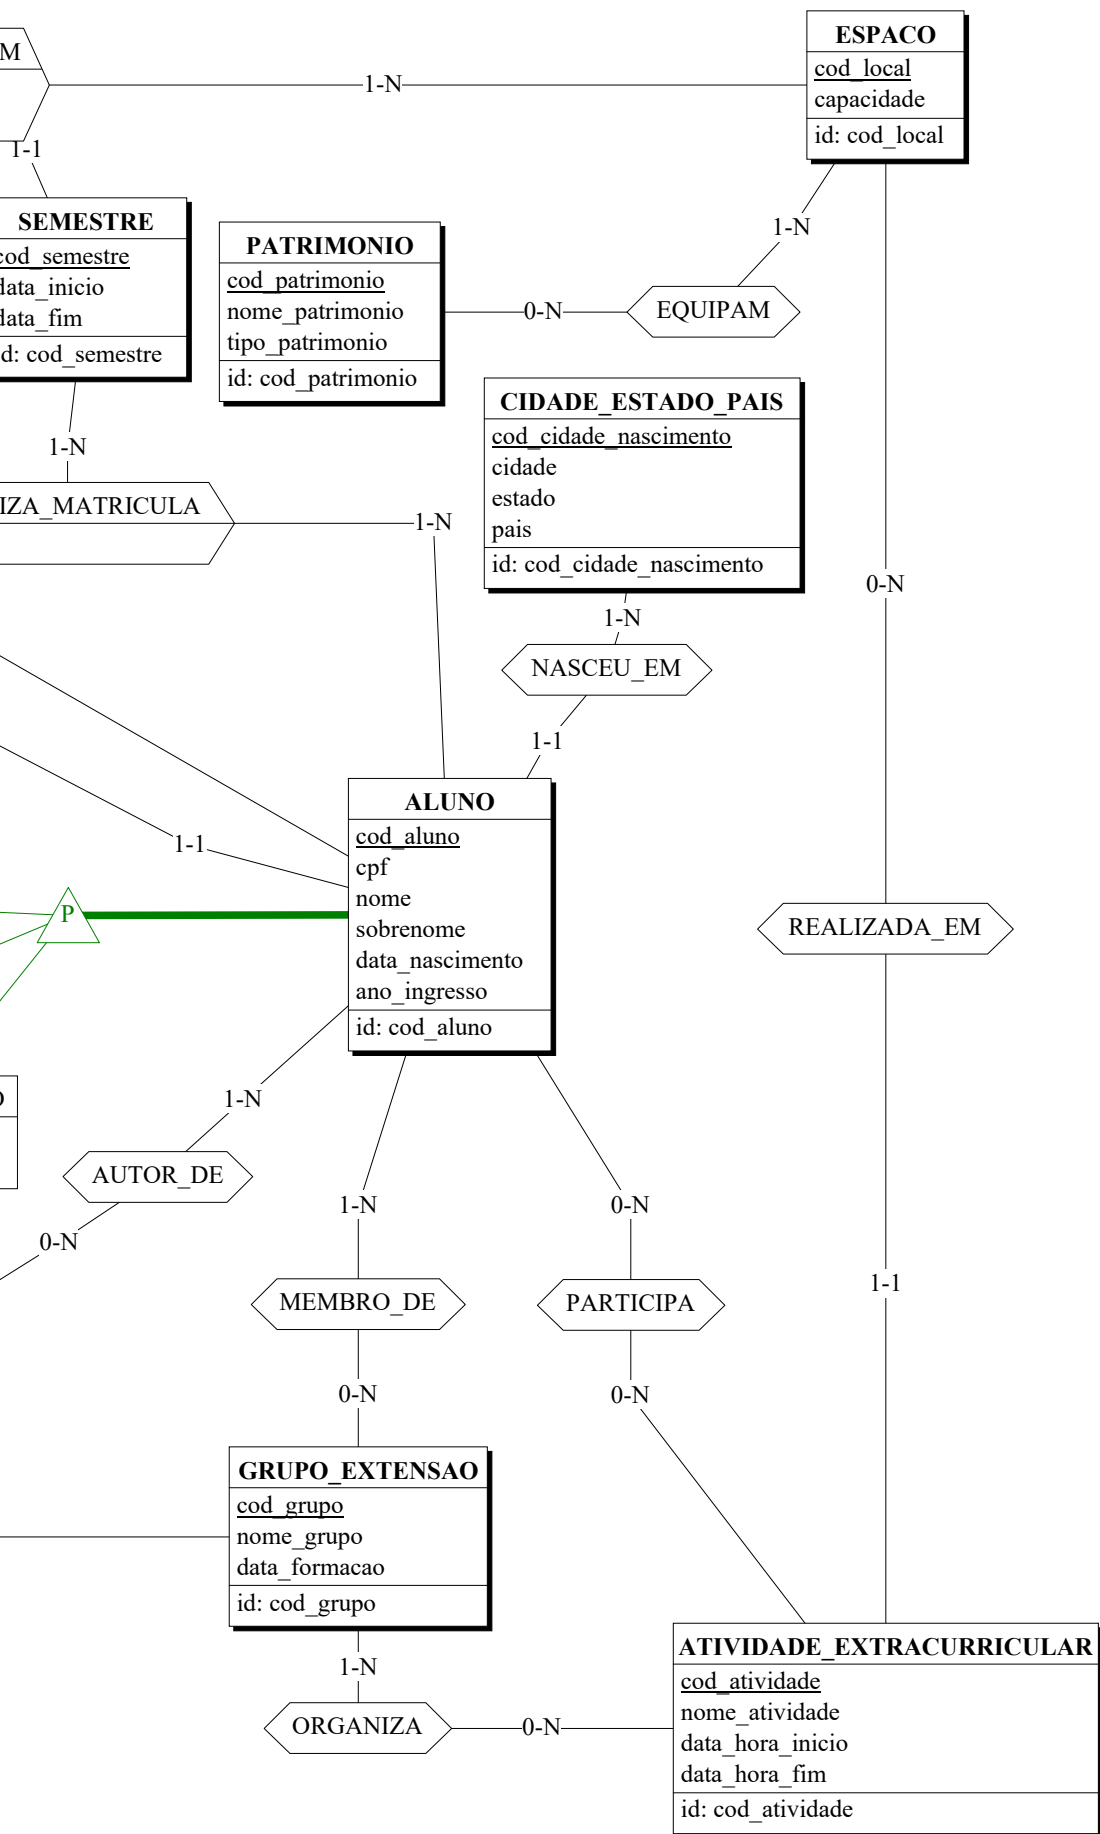 M
ESPACO
cod_local
capacidade
id: cod_local
1-N
1-1
SEMESTRE
cod_semestre
data_inicio
data_fim
id: cod_semestre
PATRIMONIO
cod_patrimonio
nome_patrimonio
tipo_patrimonio
id: cod_patrimonio
1-N
0-N
EQUIPAM
CIDADE_ESTADO_PAIS
cod_cidade_nascimento
cidade
estado
pais
id: cod_cidade_nascimento
1-N
IZA_MATRICULA
1-N
0-N
1-N
NASCEU_EM
1-1
ALUNO
cod_aluno
cpf
nome
sobrenome
data_nascimento
ano_ingresso
id: cod_aluno
1-1
P
REALIZADA_EM
O
1-N
AUTOR_DE
0-N
1-N
0-N
MEMBRO_DE
PARTICIPA
1-1
0-N
0-N
GRUPO_EXTENSAO
cod_grupo
nome_grupo
data_formacao
id: cod_grupo
1-N
ORGANIZA
0-N
ATIVIDADE_EXTRACURRICULAR
cod_atividade
nome_atividade
data_hora_inicio
data_hora_fim
id: cod_atividade